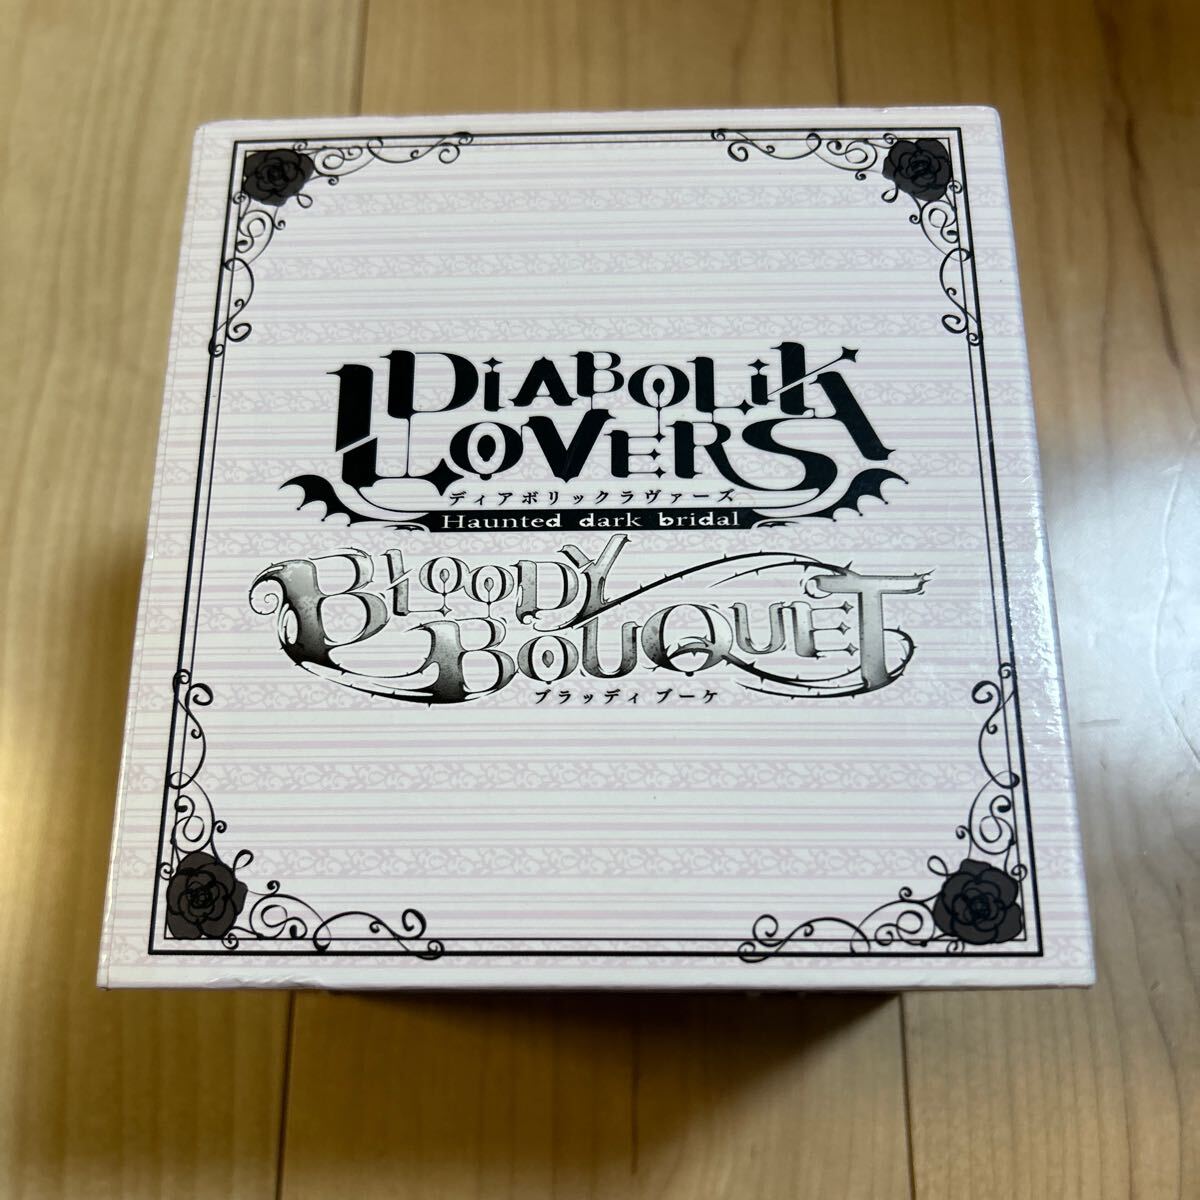 DIABOLIK
LOVERS
ディアボリックラヴァーズ
Haunted dark bridal
BLOODY
BOUQUET
ブラッディ ブーケ